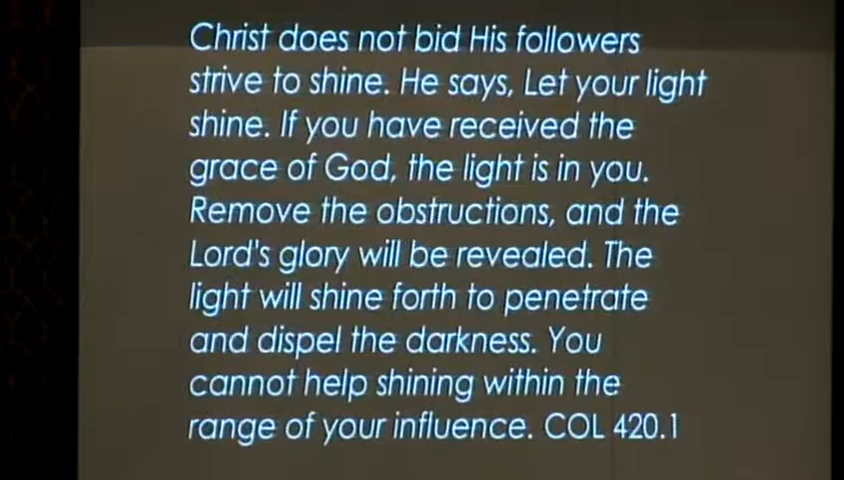 Christ does not bid His followers
strive to shine. He says, Let your light
shine. If you have received the
grace of God, the light is in you.
Remove the obstructions, and the
Lord's glory will be revealed. The
light will shine forth to penetrate
and dispel the darkness. You
cannot help shining within the
range of your influence. COL 420.1